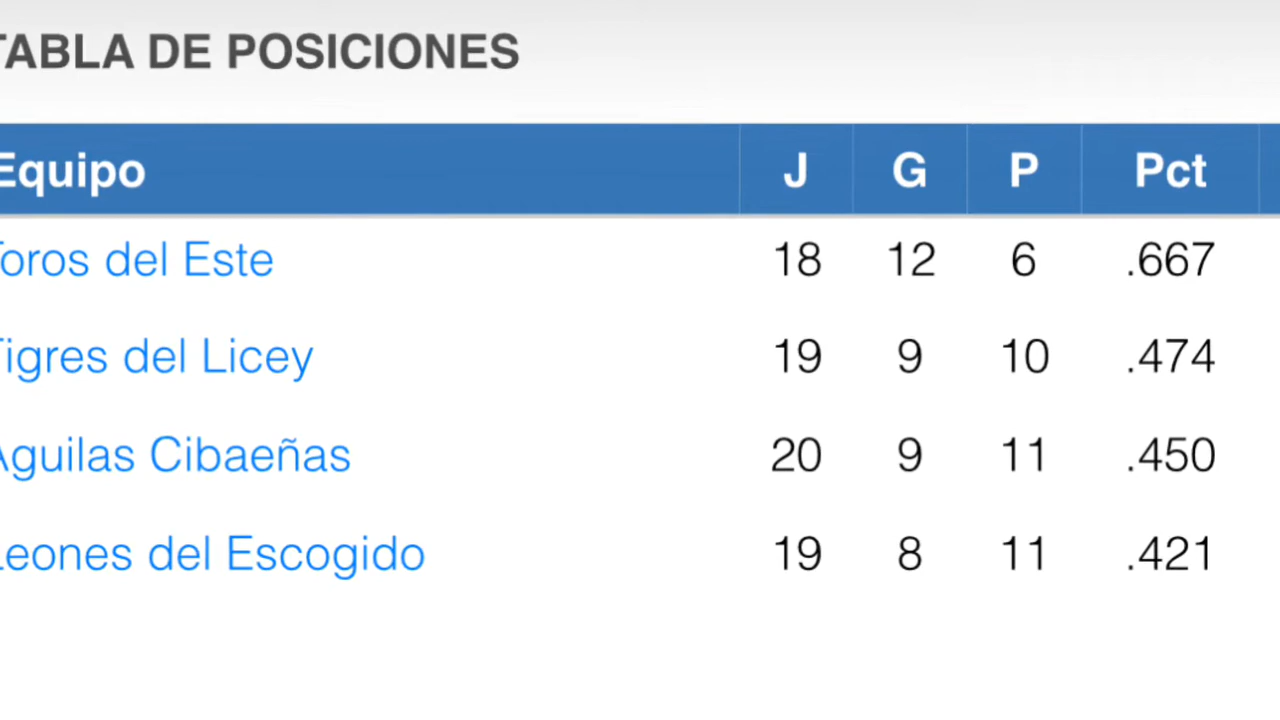 TABLA DE POSICIONES
Equipo J G P Pct
Toros del Este 18 12 6 .667
Tigres del Licey 19 9 10 .474
Aguilas Cibaeñas 20 9 11 .450
Leones del Escogido 19 8 11 .421